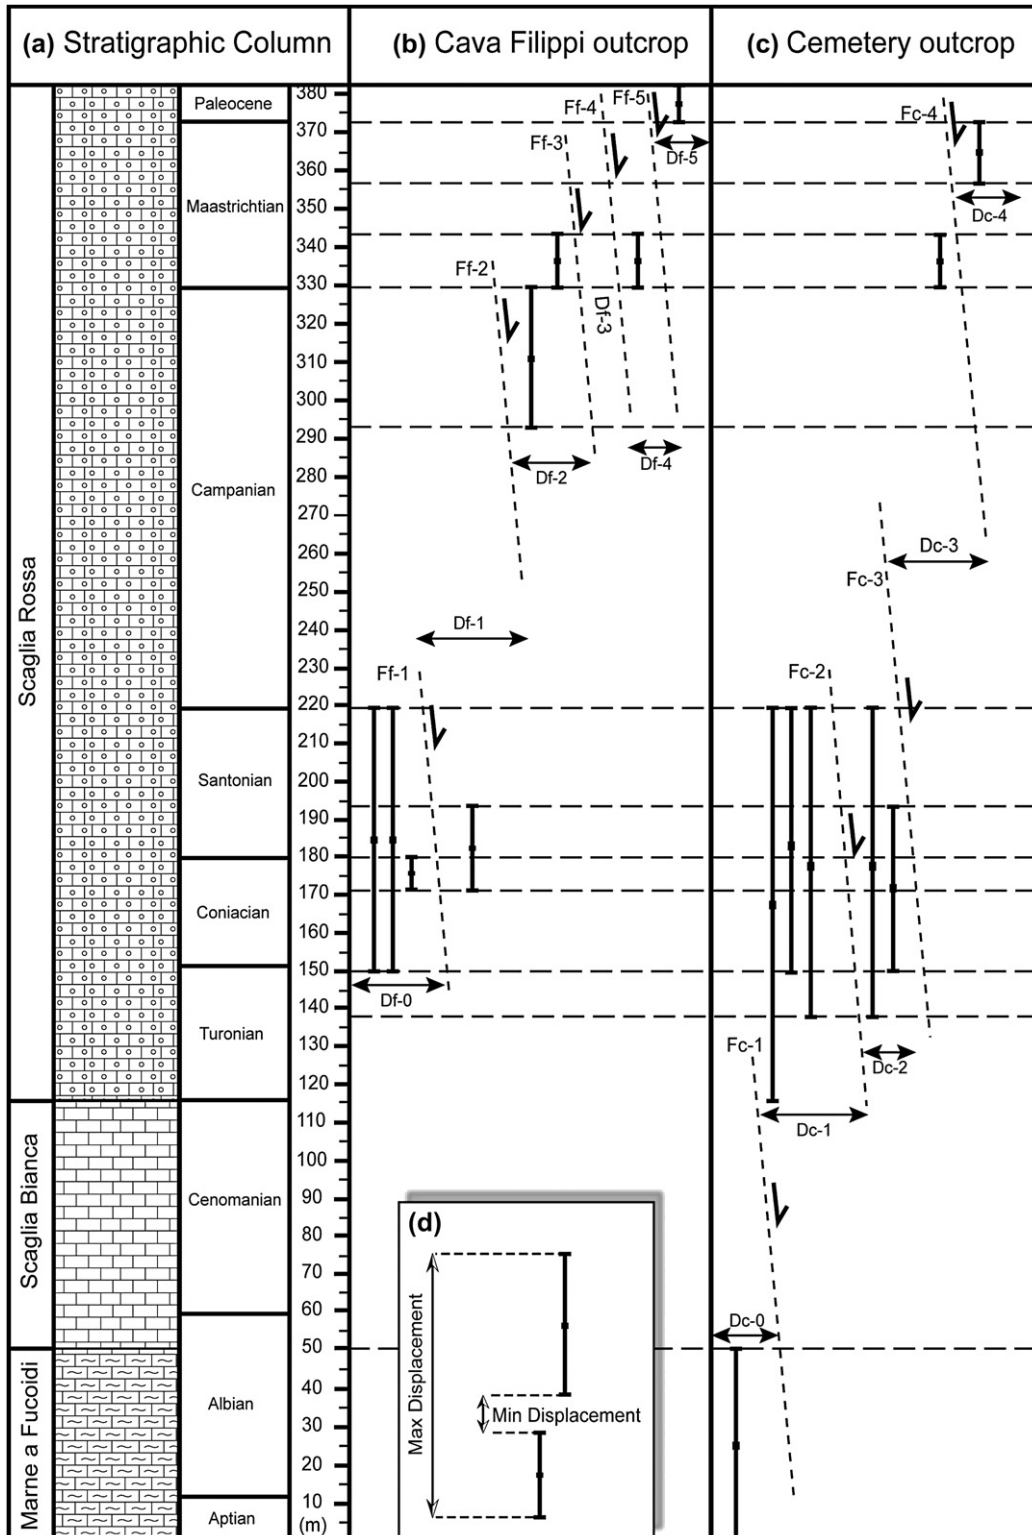 (a) Stratigraphic Column
(b) Cava Filippi outcrop
(c) Cemetery outcrop
Scaglia Rossa
Scaglia Bianca
Marne a Fucoidi
Paleocene
Maastrichtian
Campanian
Santonian
Coniacian
Turonian
Cenomanian
Albian
Aptian
380
370
360
350
340
330
320
310
300
290
280
270
260
250
240
230
220
210
200
190
180
170
160
150
140
130
120
110
100
90
80
70
60
50
40
30
20
10
(m)
Ff-5
Ff-4
Ff-3
Df-5
Ff-2
Df-3
Df-4
Df-2
Df-1
Ff-1
Df-0
Fc-4
Dc-4
Dc-3
Fc-3
Fc-2
Fc-1
Dc-2
Dc-1
Dc-0
(d)
Max Displacement
Min Displacement